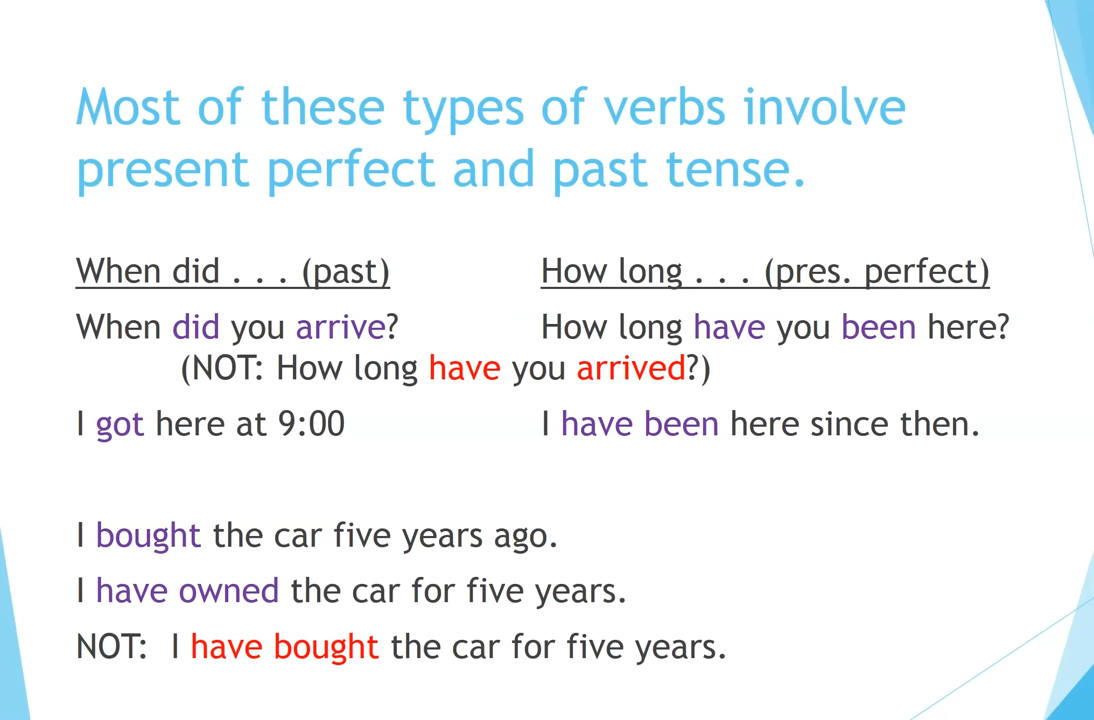 Most of these types of verbs involve
present perfect and past tense.
When did . . . (past)
How long . . . (pres. perfect)
When did you arrive?
How long have you been here?
(NOT: How long have you arrived?)
I got here at 9:00
I have been here since then.
I bought the car five years ago.
I have owned the car for five years.
NOT: I have bought the car for five years.